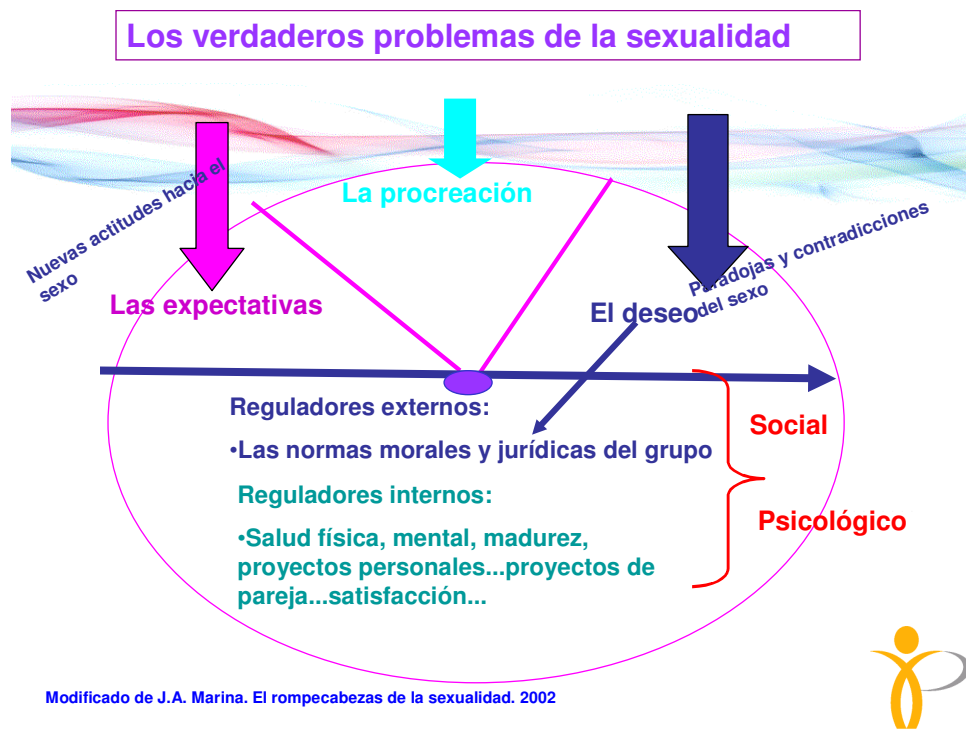 Los verdaderos problemas de la sexualidad
La procreación
Nuevas actitudes hacia el
sexo
Las expectativas
El deseo
Paradojas y contradicciones
del sexo
Reguladores externos:
•Las normas morales y jurídicas del grupo
Social
Reguladores internos:
•Salud física, mental, madurez,
proyectos personales...proyectos de
pareja...satisfacción...
Psicológico
Modificado de J.A. Marina. El rompecabezas de la sexualidad. 2002